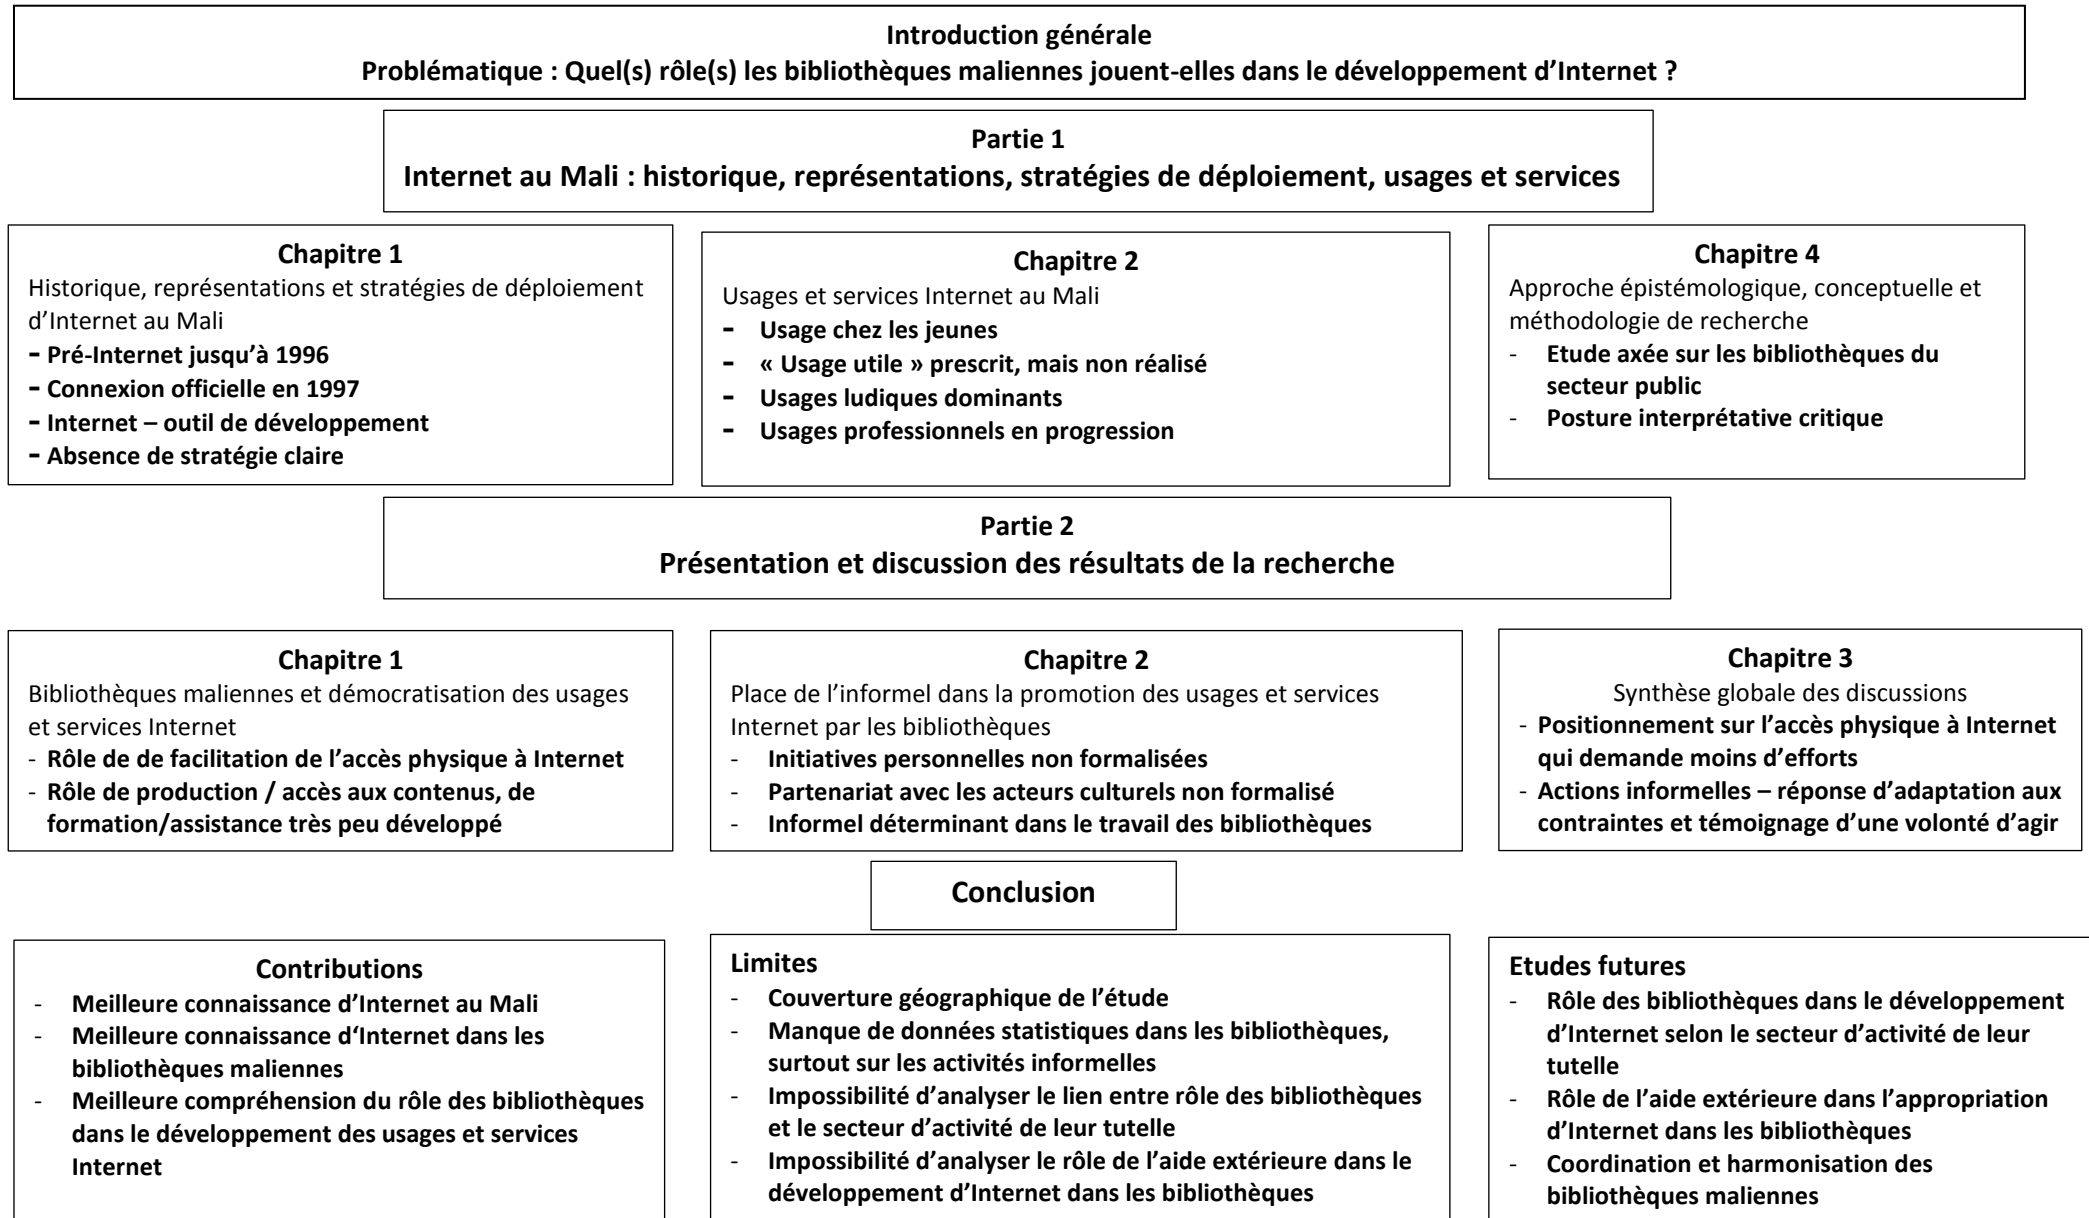 Introduction générale
Problématique : Quel(s) rôle(s) les bibliothèques maliennes jouent-elles dans le développement d’Internet ?
Partie 1
Internet au Mali : historique, représentations, stratégies de déploiement, usages et services
Chapitre 1
Historique, représentations et stratégies de déploiement
d’Internet au Mali
- Pré-Internet jusqu’à 1996
- Connexion officielle en 1997
- Internet – outil de développement
- Absence de stratégie claire
Chapitre 2
Usages et services Internet au Mali
- Usage chez les jeunes
- « Usage utile » prescrit, mais non réalisé
- Usages ludiques dominants
- Usages professionnels en progression
Chapitre 4
Approche épistémologique, conceptuelle et
méthodologie de recherche
- Etude axée sur les bibliothèques du
secteur public
- Posture interprétative critique
Partie 2
Présentation et discussion des résultats de la recherche
Chapitre 1
Bibliothèques maliennes et démocratisation des usages
et services Internet
- Rôle de de facilitation de l’accès physique à Internet
- Rôle de production / accès aux contenus, de
formation/assistance très peu développé
Chapitre 2
Place de l’informel dans la promotion des usages et services
Internet par les bibliothèques
- Initiatives personnelles non formalisées
- Partenariat avec les acteurs culturels non formalisé
- Informel déterminant dans le travail des bibliothèques
Chapitre 3
Synthèse globale des discussions
- Positionnement sur l’accès physique à Internet
qui demande moins d’efforts
- Actions informelles – réponse d’adaptation aux
contraintes et témoignage d’une volonté d’agir
Conclusion
Contributions
- Meilleure connaissance d’Internet au Mali
- Meilleure connaissance d‘Internet dans les
bibliothèques maliennes
- Meilleure compréhension du rôle des bibliothèques
dans le développement des usages et services
Internet
Limites
- Couverture géographique de l’étude
- Manque de données statistiques dans les bibliothèques,
surtout sur les activités informelles
- Impossibilité d’analyser le lien entre rôle des bibliothèques
et le secteur d’activité de leur tutelle
- Impossibilité d’analyser le rôle de l’aide extérieure dans le
développement d’Internet dans les bibliothèques
Etudes futures
- Rôle des bibliothèques dans le développement
d’Internet selon le secteur d’activité de leur
tutelle
- Rôle de l’aide extérieure dans l’appropriation
d’Internet dans les bibliothèques
- Coordination et harmonisation des
bibliothèques maliennes